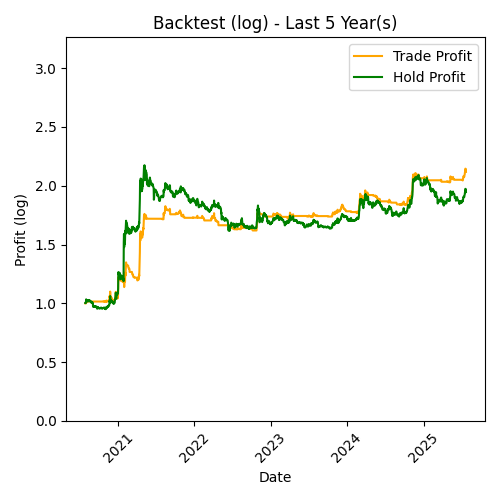 Backtest (log) - Last 5 Year(s)
Trade Profit
Hold Profit
Profit (log)
3.0
2.5
2.0
1.5
1.0
0.5
0.0
2021
2022
2023
2024
2025
Date